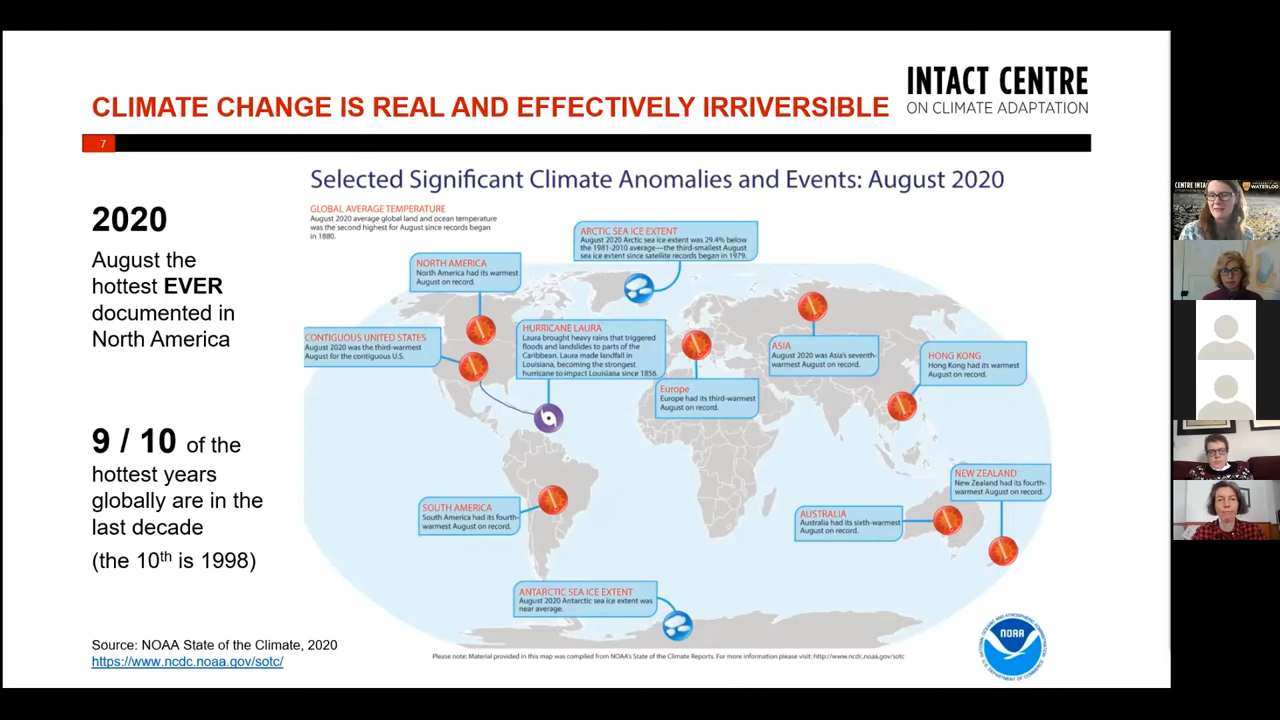 INTACT CENTRE
ON CLIMATE ADAPTATION
CLIMATE CHANGE IS REAL AND EFFECTIVELY IRRIVERSIBLE
7
Selected Significant Climate Anomalies and Events: August 2020
2020
August the
hottest EVER
documented in
North America
9 / 10 of the
hottest years
globally are in the
last decade
(the 10th is 1998)
Source: NOAA State of the Climate, 2020
https://www.ncdc.noaa.gov/sotc/
GLOBAL AVERAGE TEMPERATURE
August 2020 average global land and ocean temperature
was the second highest for August since records began
in 1880.
ARCTIC SEA ICE EXTENT
August 2020 Arctic sea ice extent was 29.4% below
the 1981-2010 average—the third-smallest August
sea ice extent since satellite records began in 1979.
NORTH AMERICA
North America had its warmest
August on record.
CONTIGUOUS UNITED STATES
August 2020 was the third-warmest
August for the contiguous U.S.
HURRICANE LAURA
Laura brought heavy rains that triggered
floods and landslides to parts of the
Caribbean. Laura made landfall in
Louisiana, becoming the strongest
hurricane to impact Louisiana since 1856.
Europe
Europe had its third-warmest
August on record.
ASIA
August 2020 was Asia's seventh-
warmest August on record.
HONG KONG
Hong Kong had its warmest
August on record.
SOUTH AMERICA
South America had its fourth-
warmest August on record.
AUSTRALIA
Australia had its sixth-warmest
August on record.
NEW ZEALAND
New Zealand had its fourth-
warmest August on record.
ANTARCTIC SEA ICE EXTENT
August 2020 Antarctic sea ice extent was
near average.
Please note: Material provided in this map was compiled from NOAA's State of the Climate Reports. For more information please visit: http://www.ncdc.noaa.gov/sotc
NOAA
NATIONAL OCEANIC AND ATMOSPHERIC ADMINISTRATION
U.S. DEPARTMENT OF COMMERCE
CENTRE INTA
UNIVERSITY OF
WATERLOO